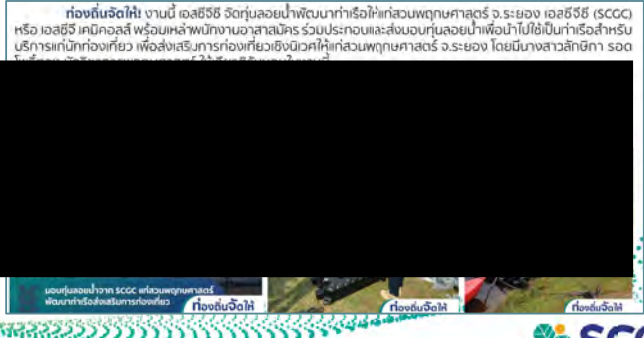 ท่องถิ่นจัดให้! งานนี้ เอสซีจีซี จัดทุ่นลอยน้ำพัฒนาท่าเรือให้แก่สวนพฤกษศาสตร์ จ.ระยอง เอสซีจีซี (SCGC)
หรือ เอสซีจี เคมิคอลส์ พร้อมเหล่าพนักงานอาสาสมัคร ร่วมประกอบและส่งมอบทุ่นลอยน้ำเพื่อนำไปใช้เป็นท่าเรือสำหรับ
บริการแก่นักท่องเที่ยว เพื่อส่งเสริมการท่องเที่ยวเชิงนิเวศให้แก่สวนพฤกษศาสตร์ จ.ระยอง โดยมีนางสาวลักษิกา รอด
มอบทุ่นลอยน้ำจาก SCGC แก่สวนพฤกษศาสตร์
พัฒนาท่าเรือส่งเสริมการท่องเที่ยว
ท่องถิ่นจัดให้
ท่องถิ่นจัดให้
ท่องถิ่นจัดให้